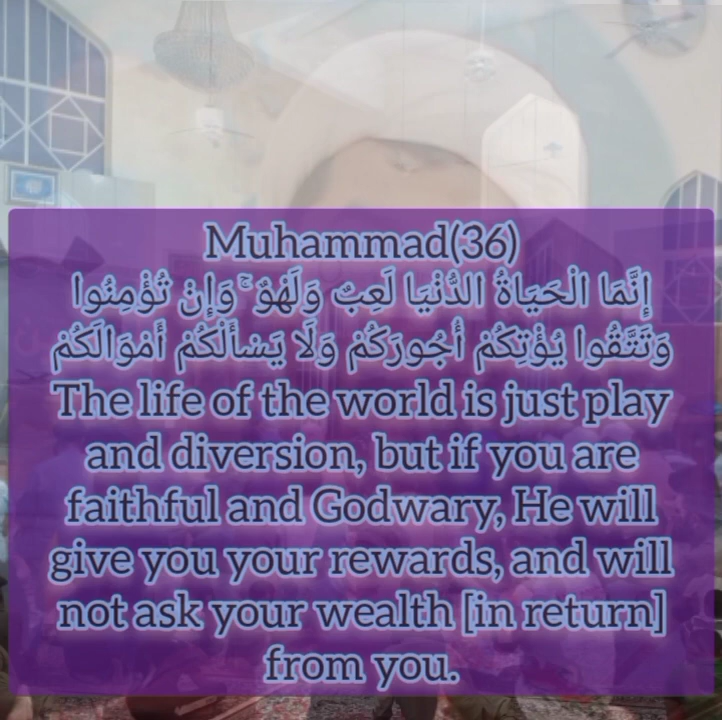 Muhammad(36)
إِنَّمَا الْحَيَاةُ الدُّنْيَا لَعِبٌ وَلَهْوٌ ۚ وَإِنْ تُؤْمِنُوا
وَتَتَّقُوا يُؤْتِكُمْ أُجُورَكُمْ وَلَا يَسْأَلْكُمْ أَمْوَالَكُمْ
The life of the world is just play
and diversion, but if you are
faithful and Godwary, He will
give you your rewards, and will
not ask your wealth [in return]
from you.